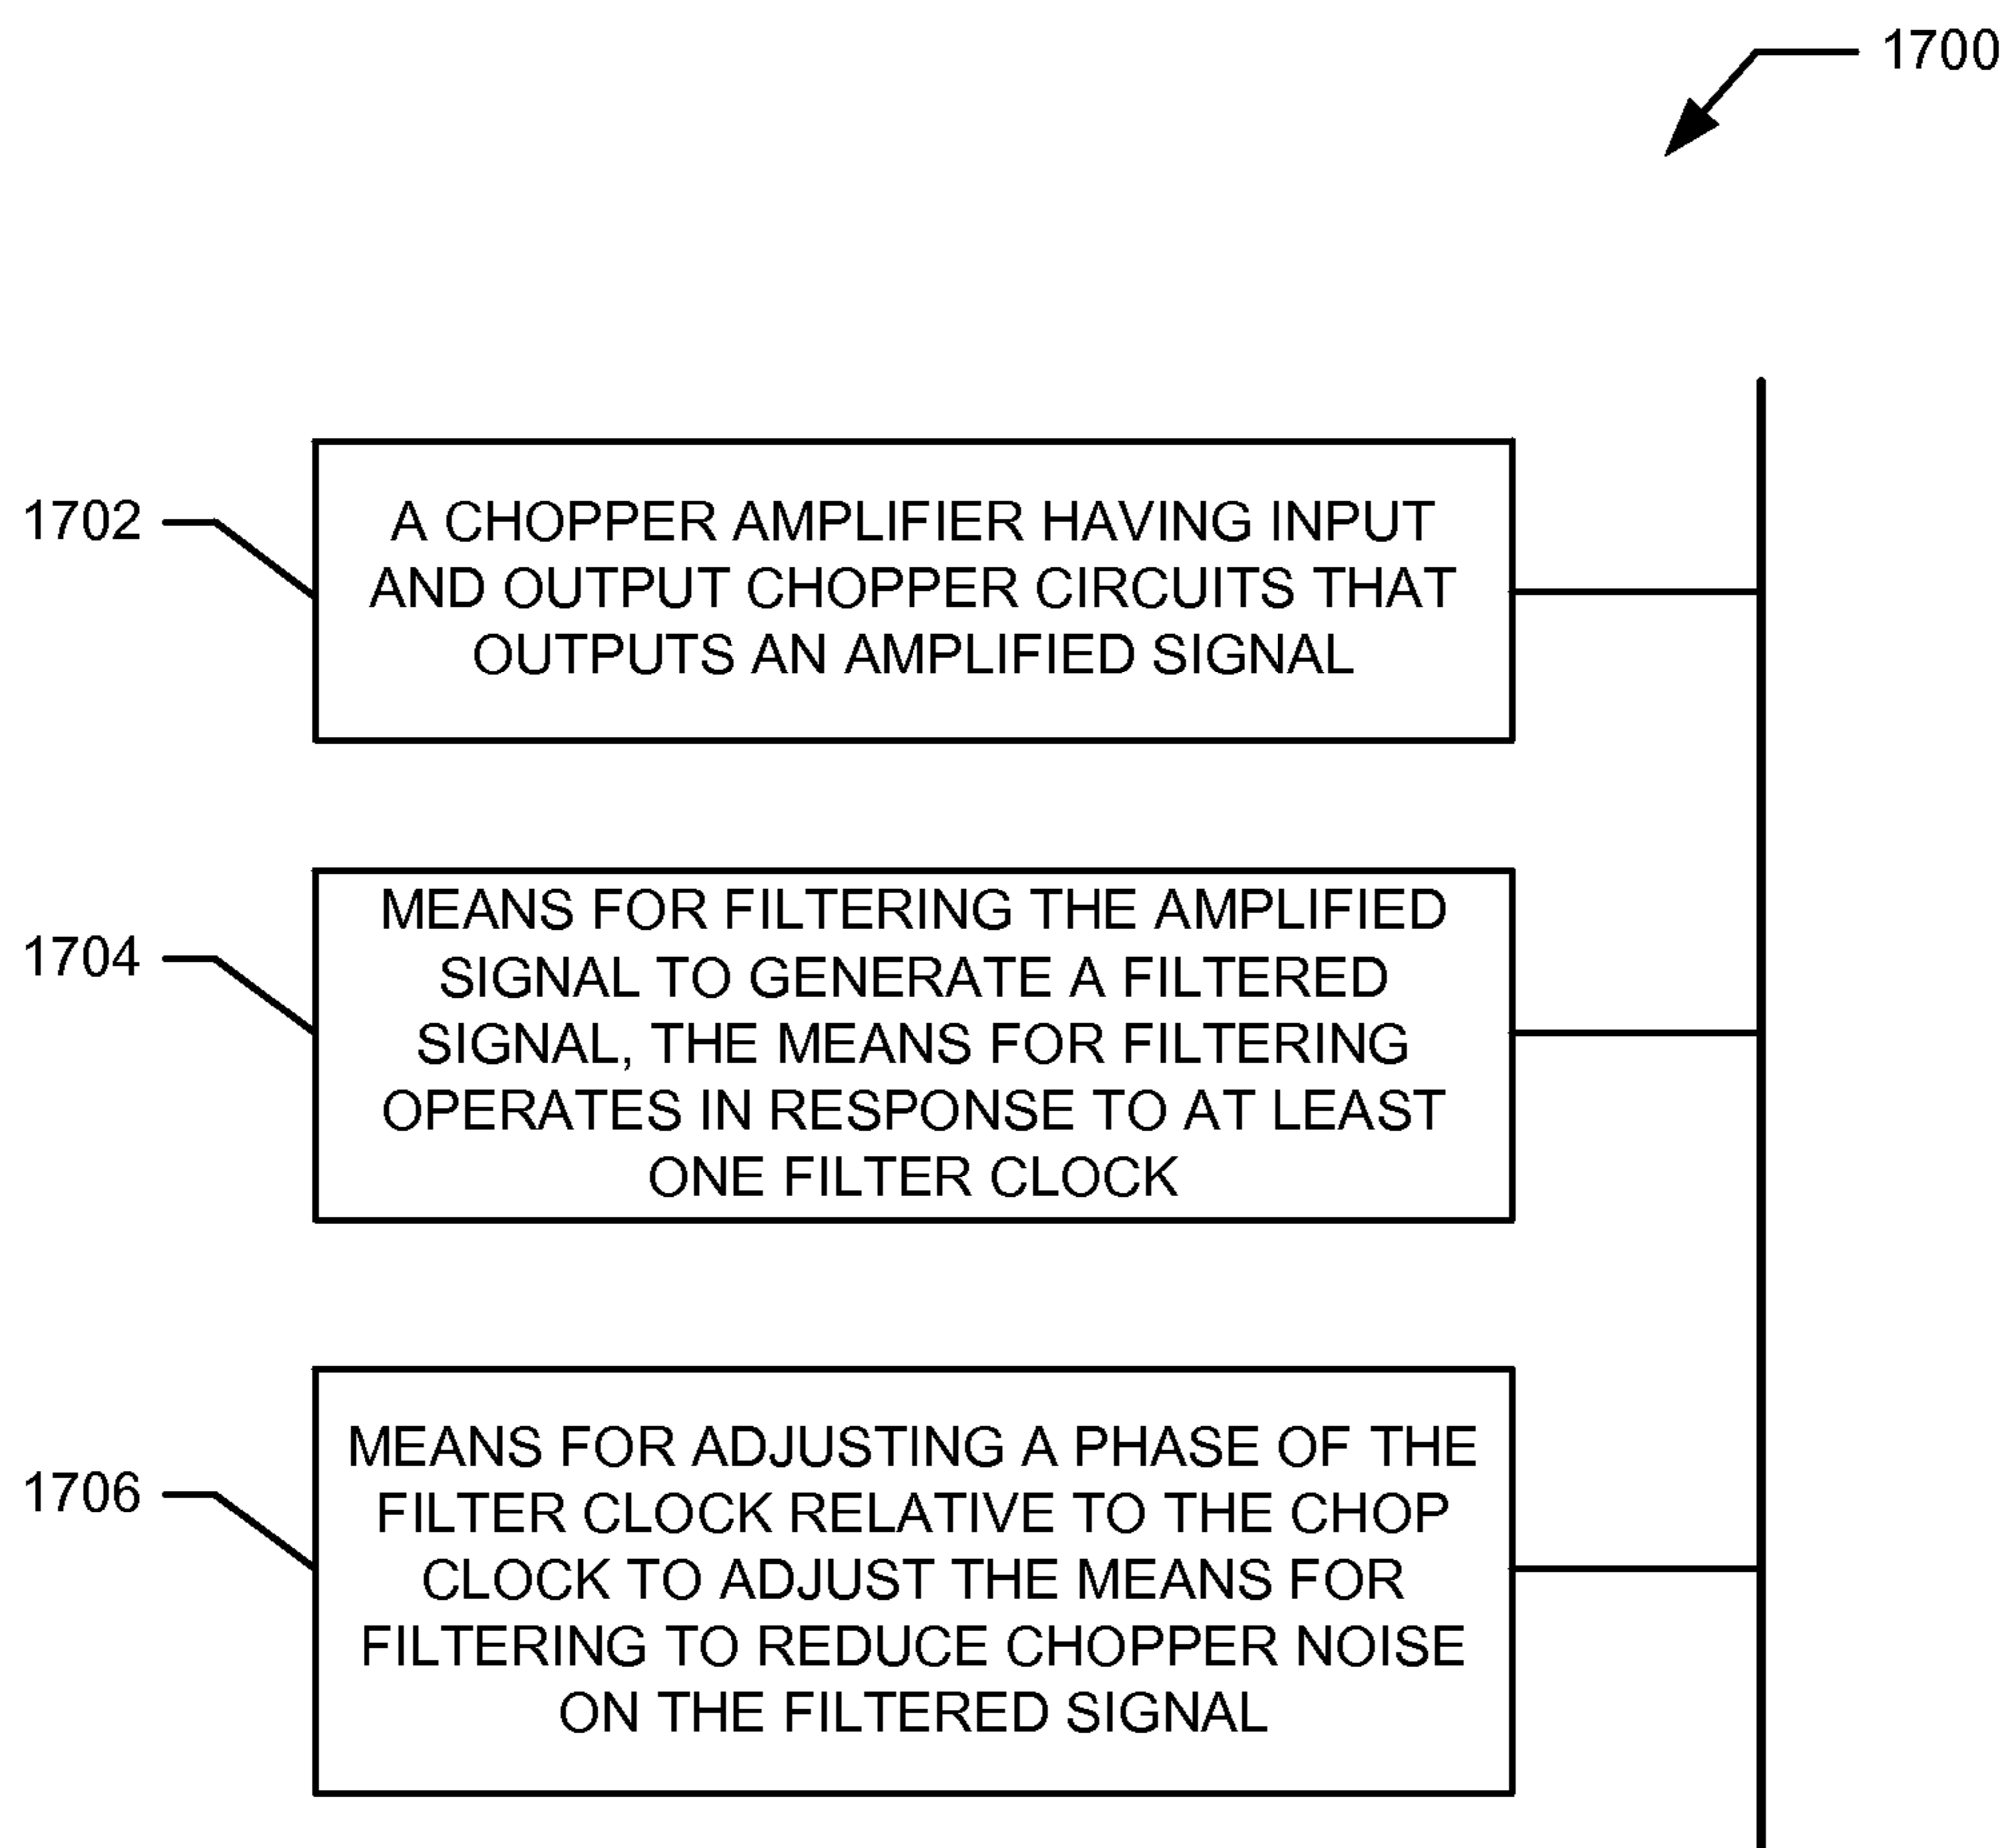 1700
1702
A CHOPPER AMPLIFIER HAVING INPUT
AND OUTPUT CHOPPER CIRCUITS THAT
OUTPUTS AN AMPLIFIED SIGNAL
1704
MEANS FOR FILTERING THE AMPLIFIED
SIGNAL TO GENERATE A FILTERED
SIGNAL, THE MEANS FOR FILTERING
OPERATES IN RESPONSE TO AT LEAST
ONE FILTER CLOCK
1706
MEANS FOR ADJUSTING A PHASE OF THE
FILTER CLOCK RELATIVE TO THE CHOP
CLOCK TO ADJUST THE MEANS FOR
FILTERING TO REDUCE CHOPPER NOISE
ON THE FILTERED SIGNAL